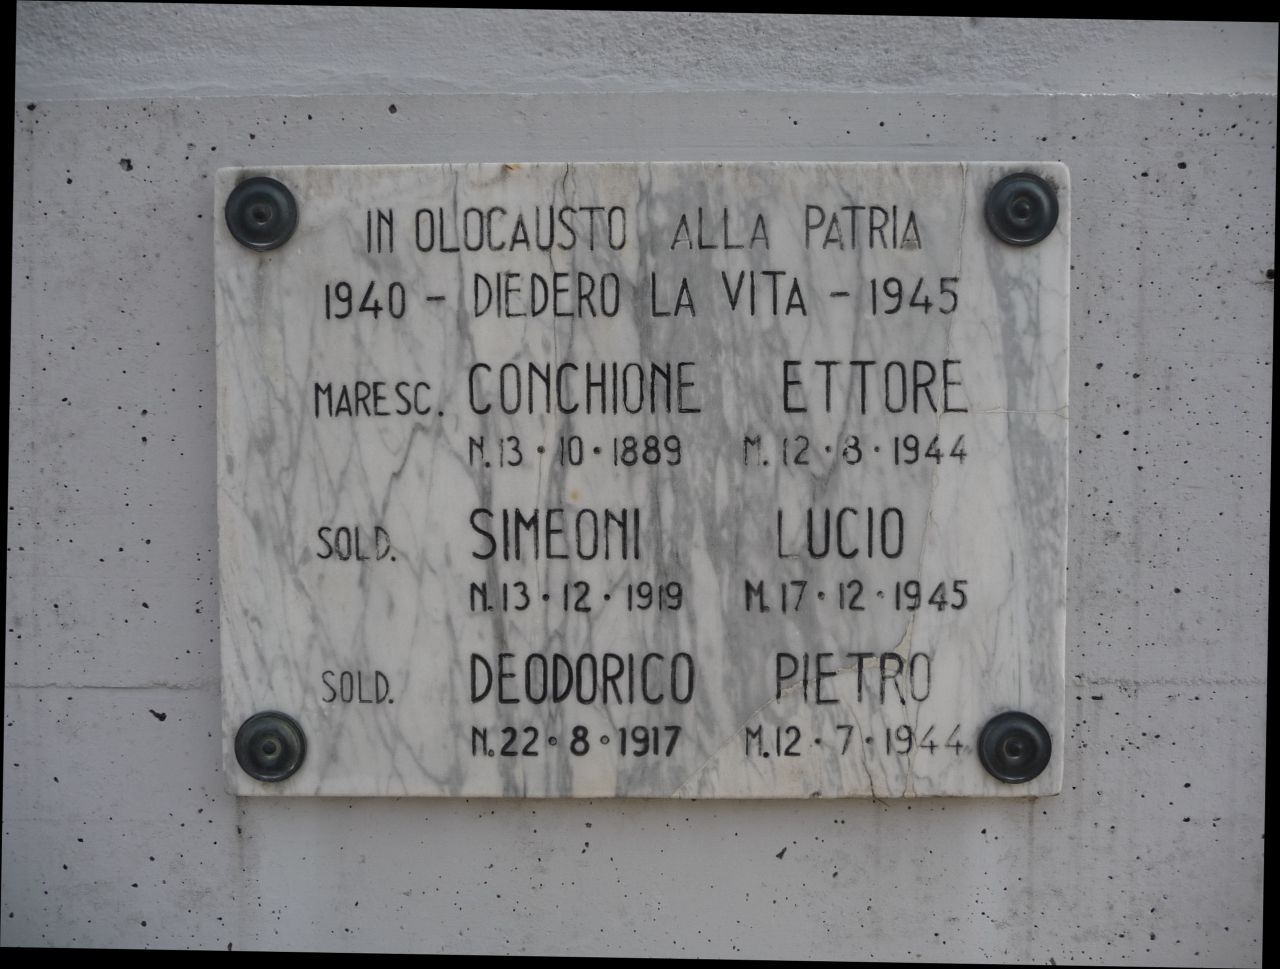 IN OLOCAUSTO ALLA PATRIA
1940 - DIEDERO LA VITA - 1945
MARESC. CONCHIONE ETTORE
N. 13 • 10 • 1889 M. 12 • 8 • 1944
SOLD. SIMEONI LUCIO
N. 13 • 12 • 1919 M. 17 • 12 • 1945
SOLD. DEODORICO PIETRO
N. 22 • 8 • 1917 M. 12 • 7 • 1944